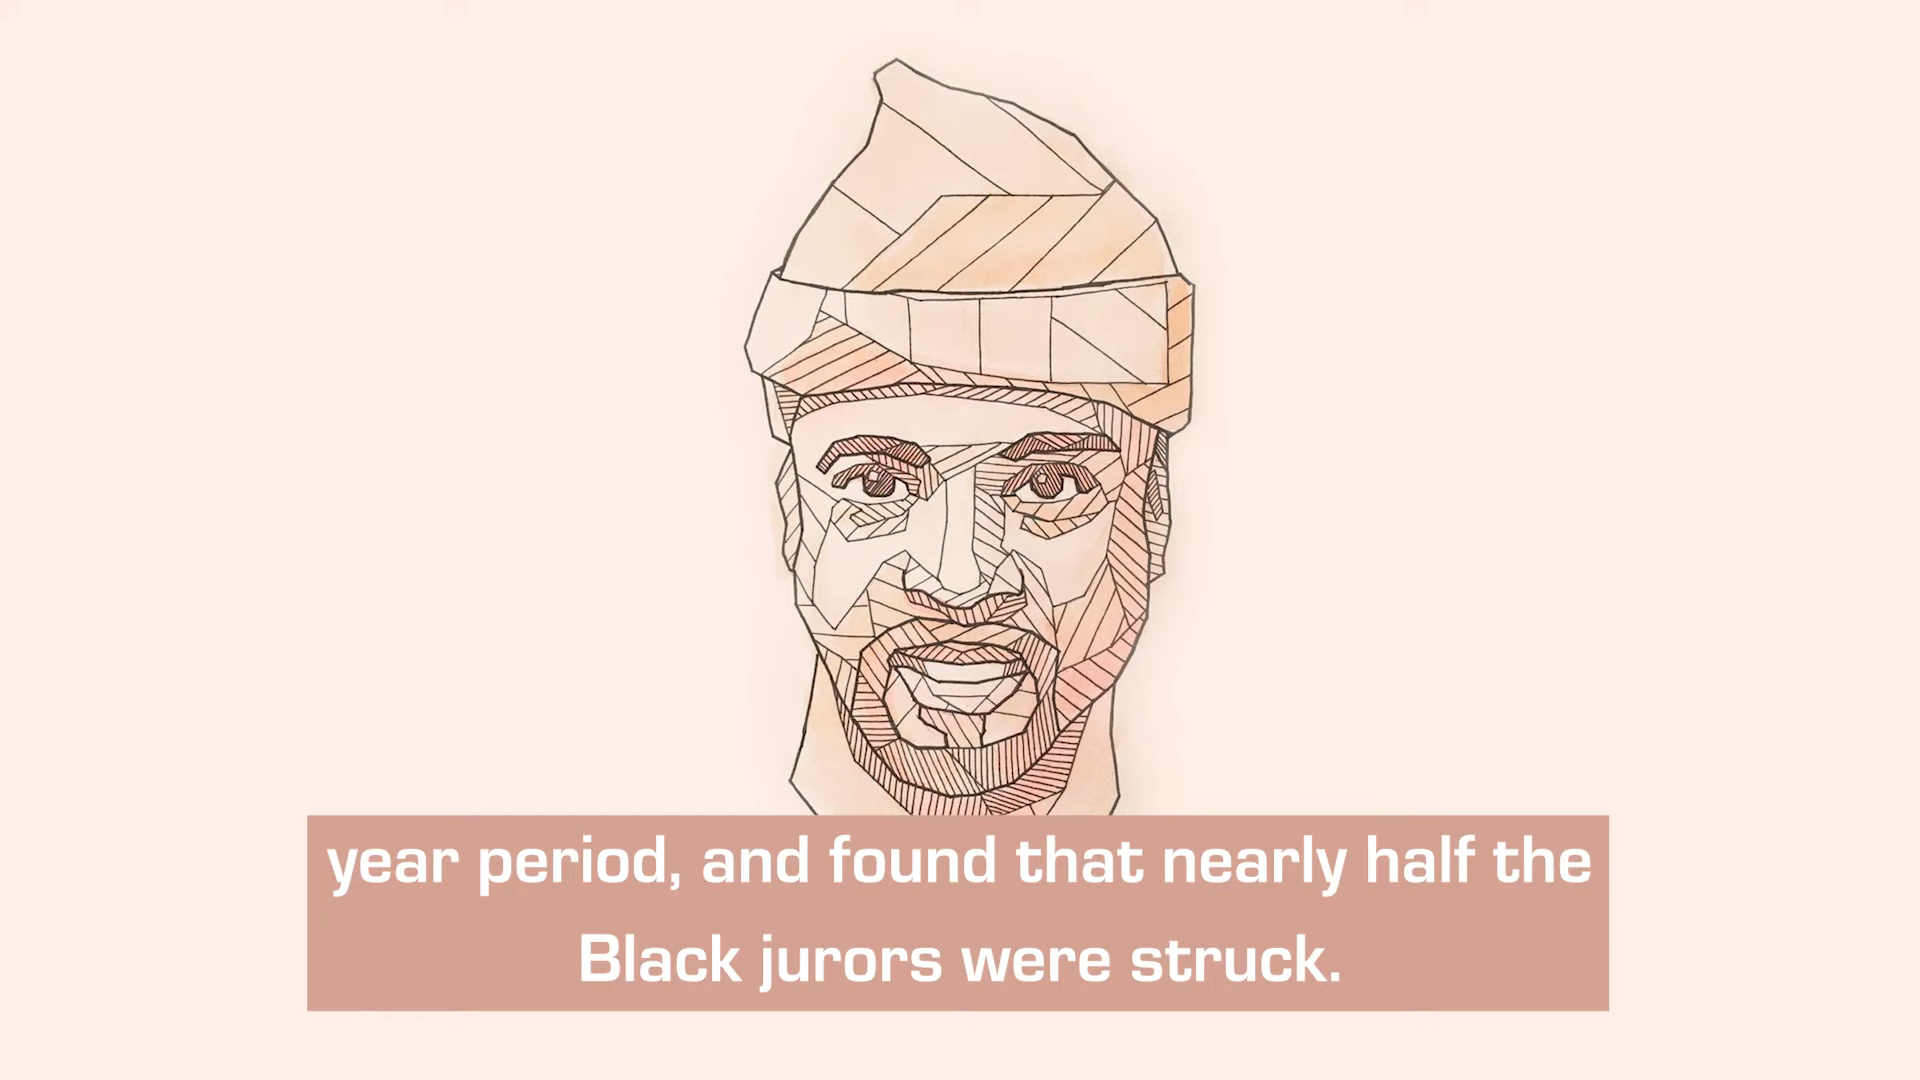 year period, and found that nearly half the
Black jurors were struck.